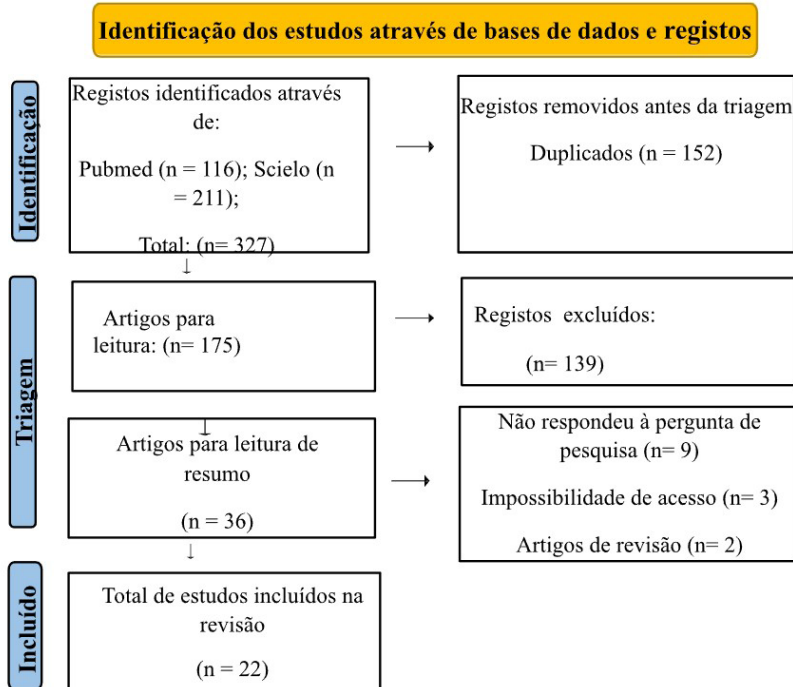 Identificação dos estudos através de bases de dados e registos
Identificação
Registos identificados através
de:
Pubmed (n = 116); Scielo (n
= 211);
Total: (n= 327)
↓
→
Registos removidos antes da triagem
Duplicados (n = 152)
Triagem
Artigos para
leitura: (n= 175)
→
Registos excluídos:
(n= 139)
↓
Artigos para leitura de
resumo
(n = 36)
→
Não respondeu à pergunta de
pesquisa (n= 9)
Impossibilidade de acesso (n= 3)
Artigos de revisão (n= 2)
↓
Incluído
Total de estudos incluídos na
revisão
(n = 22)